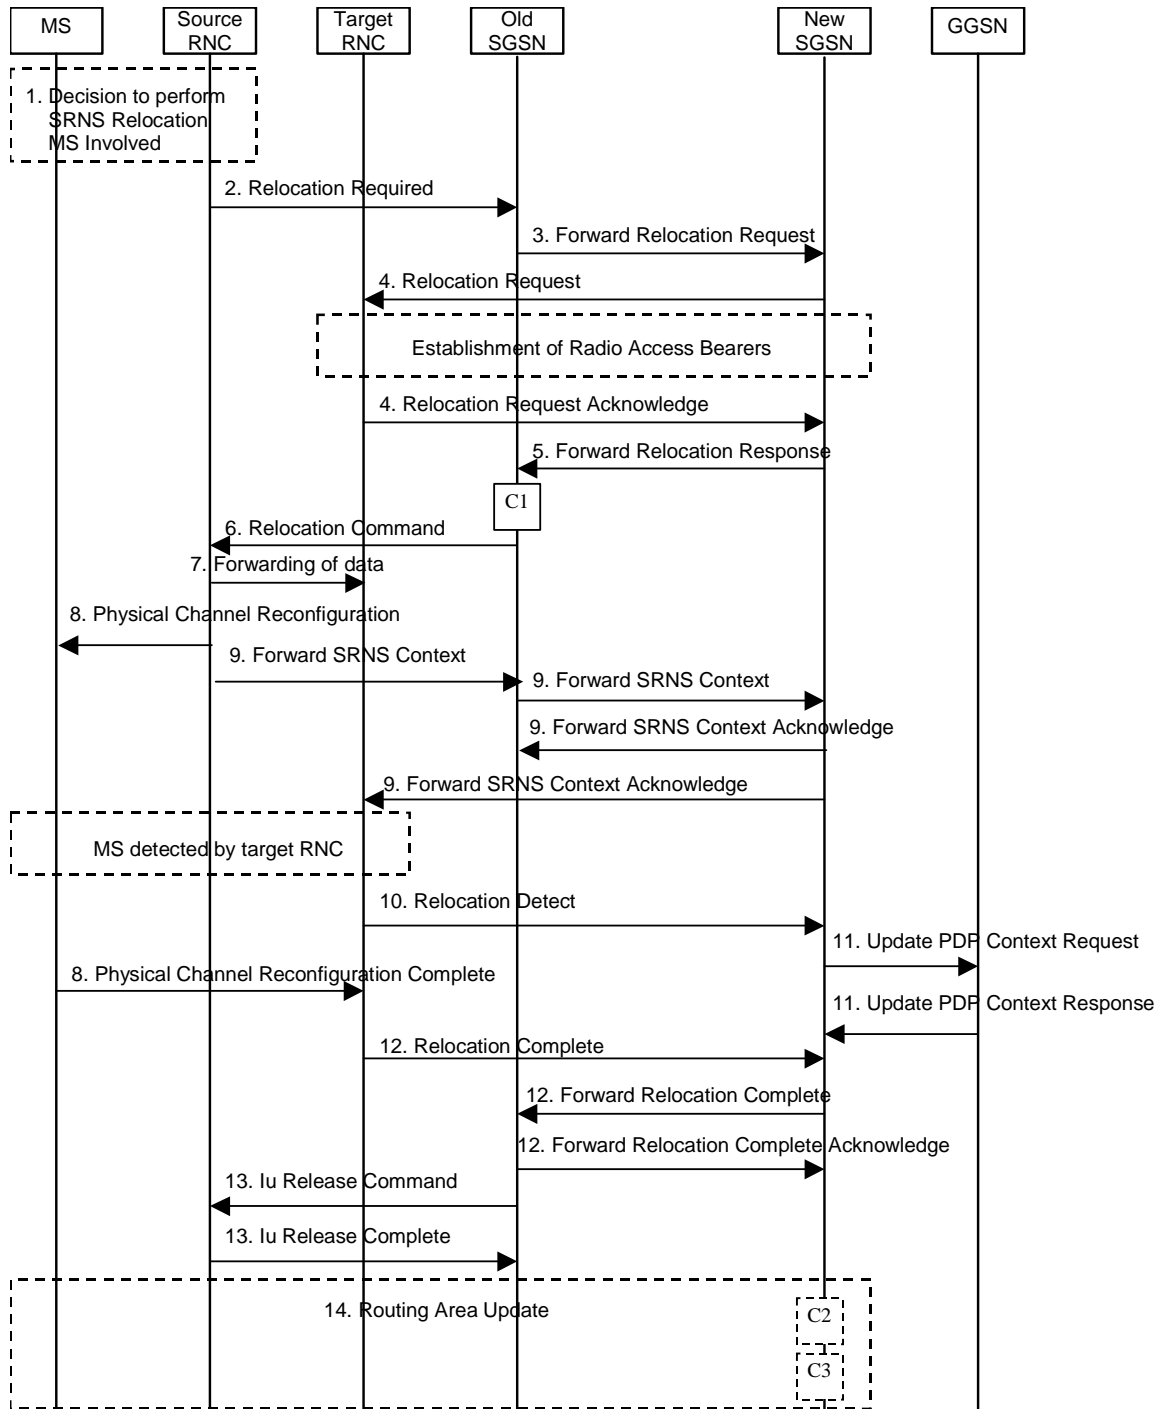 MS
Source
RNC
Target
RNC
Old
SGSN
New
SGSN
GGSN
1. Decision to perform
SRNS Relocation
MS Involved
2. Relocation Required
3. Forward Relocation Request
4. Relocation Request
Establishment of Radio Access Bearers
4. Relocation Request Acknowledge
5. Forward Relocation Response
C1
6. Relocation Command
7. Forwarding of data
8. Physical Channel Reconfiguration
9. Forward SRNS Context
9. Forward SRNS Context
9. Forward SRNS Context Acknowledge
9. Forward SRNS Context Acknowledge
MS detected by target RNC
10. Relocation Detect
11. Update PDP Context Request
8. Physical Channel Reconfiguration Complete
11. Update PDP Context Response
12. Relocation Complete
12. Forward Relocation Complete
12. Forward Relocation Complete Acknowledge
13. Iu Release Command
13. Iu Release Complete
14. Routing Area Update
C2
C3